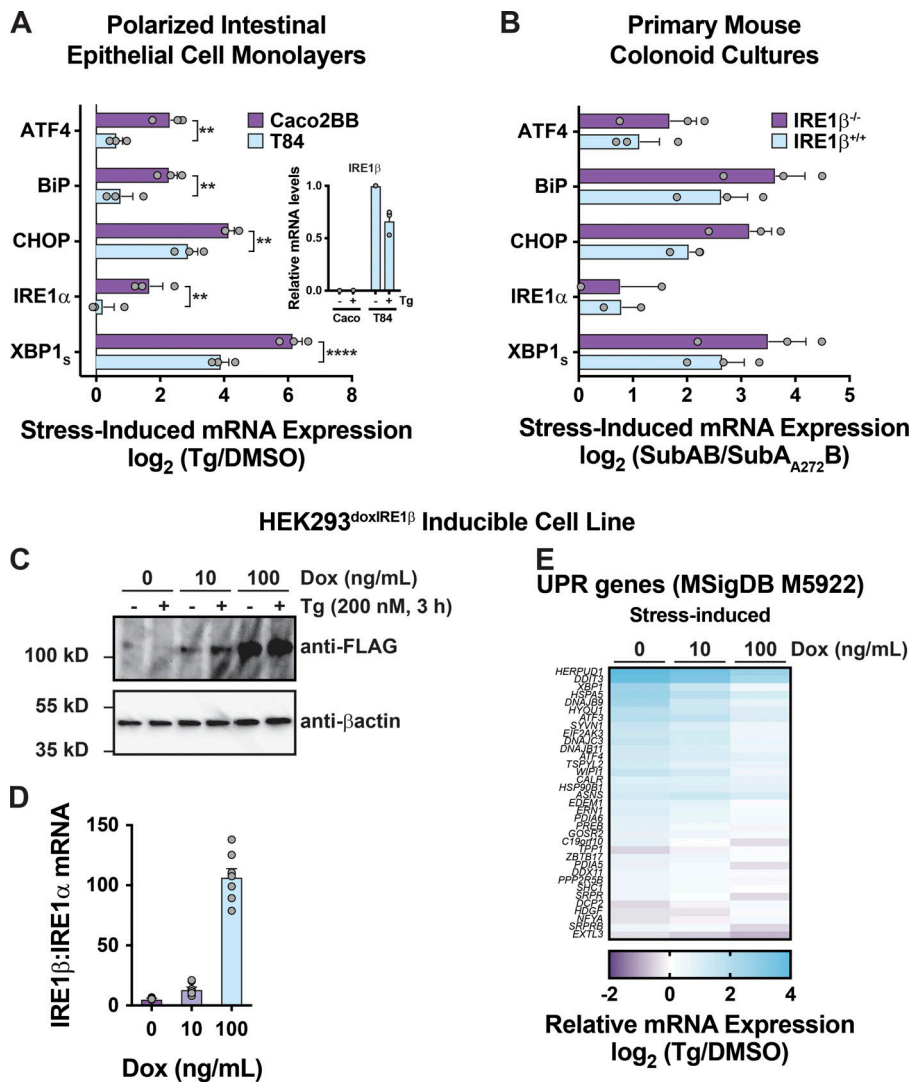 A
Polarized Intestinal
Epithelial Cell Monolayers
ATF4
BiP
CHOP
IRE1α
XBP1s
Caco2BB
T84
**
**
**
**
****
IRE1β
Relative mRNA levels
1.0
0.5
0.0
- + - + Tg
Caco T84
0 2 4 6 8
Stress-Induced mRNA Expression
log2 (Tg/DMSO)
B
Primary Mouse
Colonoid Cultures
ATF4
BiP
CHOP
IRE1α
XBP1s
IRE1β-/-
IRE1β+/+
0 1 2 3 4 5
Stress-Induced mRNA Expression
log2 (SubAB/SubAA272B)
HEK293doxIRE1β Inducible Cell Line
C
0 10 100 Dox (ng/mL)
- + - + - + Tg (200 nM, 3 h)
100 kD
anti-FLAG
55 kD
anti-βactin
35 kD
D
IRE1β:IRE1α mRNA
150
100
50
0
0 10 100
Dox (ng/mL)
E
UPR genes (MSigDB M5922)
Stress-induced
0 10 100 Dox (ng/mL)
HERPUD1
DDIT3
XBP1
HSPA5
DNAJB9
HYOU1
ATF3
SYVN1
EIF2AK3
DNAJC3
DNAJB11
ATF4
TSPYL2
WIPI1
CALR
HSP90B1
ASNS
EDEM1
ERN1
PDIA6
PREB
GOSR2
C19orf10
TPP1
ZBTB17
PDIA5
DDX11
PPP2R5B
SHC1
SRPR
DCP2
HDGF
NFYA
SRPRB
EXTL3
-2 0 2 4
Relative mRNA Expression
log2 (Tg/DMSO)